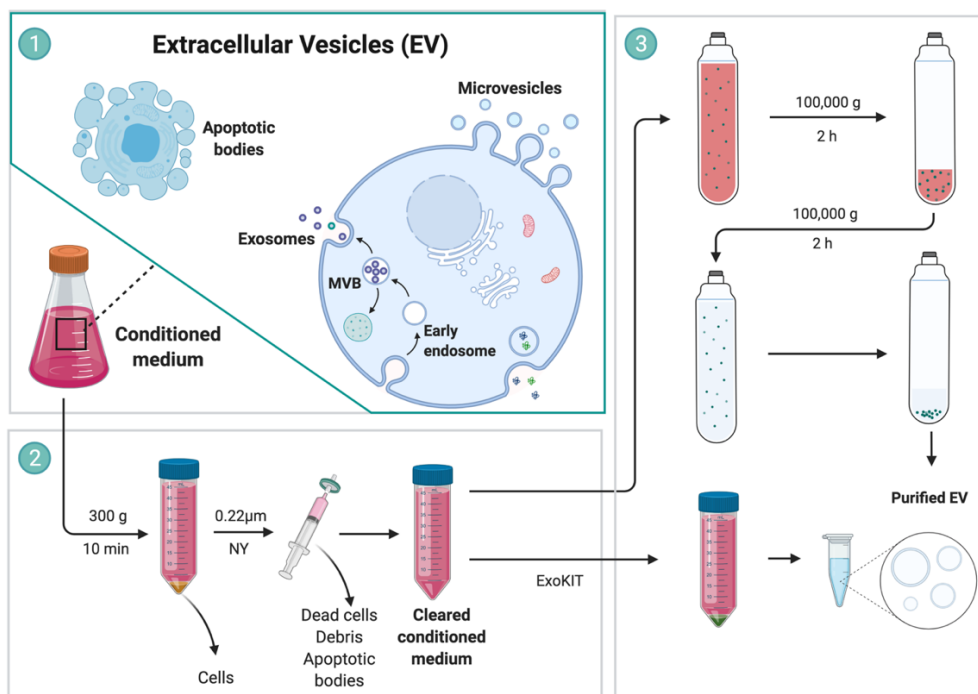 1
Extracellular Vesicles (EV)
Apoptotic
bodies
Microvesicles
Exosomes
MVB
Early
endosome
Conditioned
medium
2
300 g
10 min
Cells
0.22µm
NY
Dead cells
Debris
Apoptotic
bodies
Cleared
conditioned
medium
ExoKIT
3
100,000 g
2 h
100,000 g
2 h
Purified EV